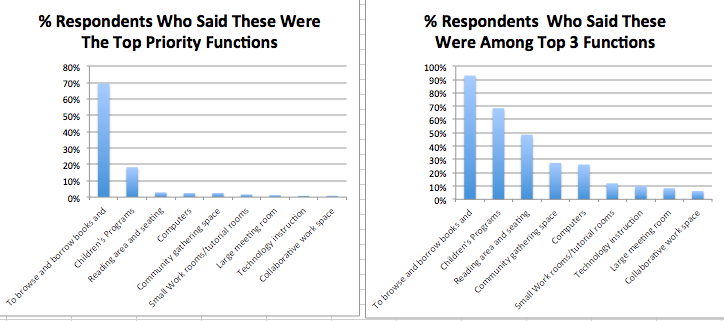 % Respondents Who Said These Were
The Top Priority Functions
80%
70%
60%
50%
40%
30%
20%
10%
0%
To browse and borrow books and
Children's Programs
Reading area and seating
Computers
Community gathering space
Small Work rooms/tutorial rooms
Large meeting room
Technology instruction
Collaborative work space
% Respondents Who Said These
Were Among Top 3 Functions
100%
90%
80%
70%
60%
50%
40%
30%
20%
10%
0%
To browse and borrow books and
Children's Programs
Reading area and seating
Community gathering space
Computers
Small Work rooms/tutorial rooms
Technology instruction
Large meeting room
Collaborative work space